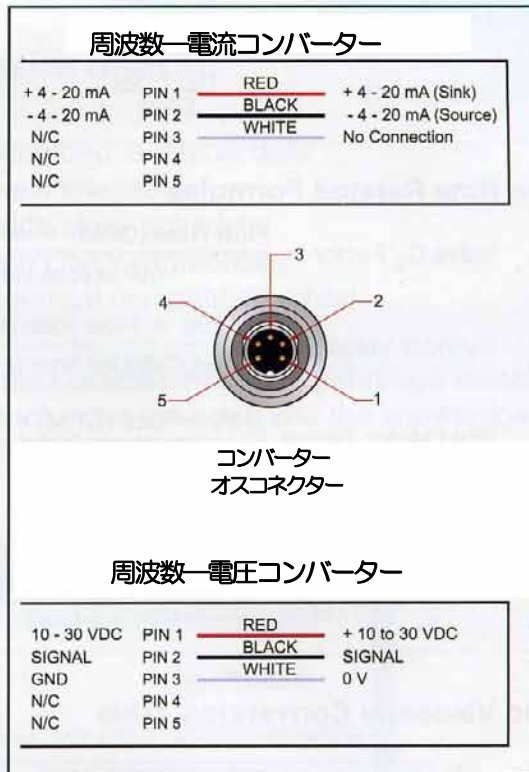 周波数―電流コンバーター
RED
+ 4 - 20 mA PIN 1 + 4 - 20 mA (Sink)
BLACK
- 4 - 20 mA PIN 2 - 4 - 20 mA (Source)
WHITE
N/C PIN 3 No Connection
N/C PIN 4
N/C PIN 5
3
4 2
5 1
コンバーター
オスコネクター
周波数―電圧コンバーター
RED
10 - 30 VDC PIN 1 + 10 to 30 VDC
BLACK
SIGNAL PIN 2 SIGNAL
WHITE
GND PIN 3 0 V
N/C PIN 4
N/C PIN 5